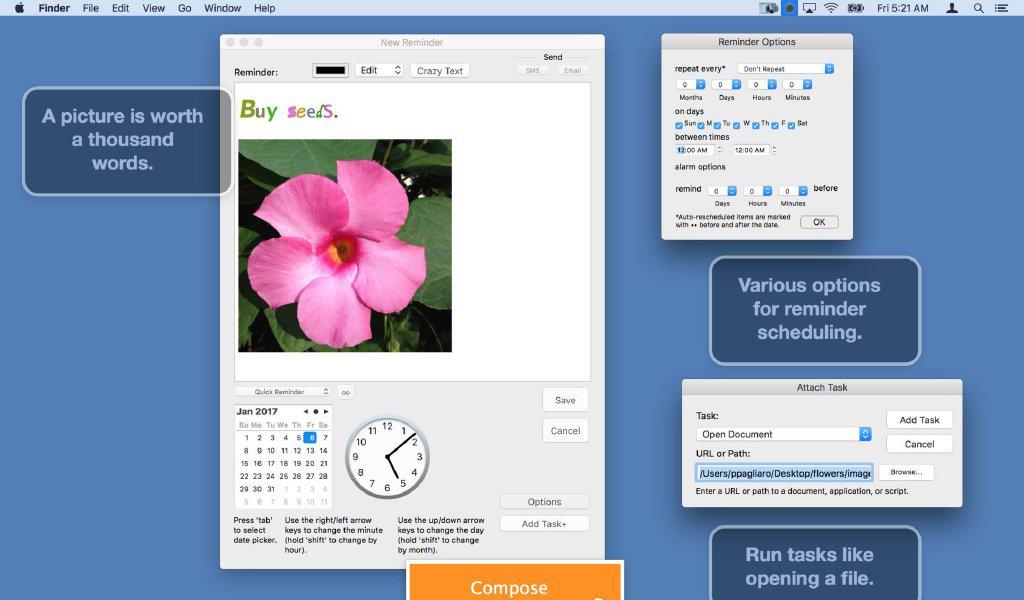 Finder File Edit View Go Window Help
Fri 5:21 AM
New Reminder
Reminder:
Edit
Crazy Text
Send
SMS Email
Buy seeds.
A picture is worth
a thousand
words.
Quick Reminder
∞
Jan 2017
Su Mo Tu We Th Fr Sa
1 2 3 4 5 6 7
8 9 10 11 12 13 14
15 16 17 18 19 20 21
22 23 24 25 26 27 28
29 30 31 1 2 3 4
5 6 7 8 9 10 11
12 1 2 3 4 5 6 7 8 9 10 11
Save
Cancel
Options
Add Task+
Press 'tab'
to select
date picker.
Use the right/left arrow
keys to change the minute
(hold 'shift' to change by
hour).
Use the up/down arrow
keys to change the day
(hold 'shift' to change
by month).
Compose
Reminder Options
repeat every* Don't Repeat
0 0 0 0
Months Days Hours Minutes
on days
Sun M Tu W Th F Sat
between times
12:00 AM 12:00 AM
alarm options
remind 0 0 0 before
Days Hours Minutes
*Auto-rescheduled items are marked
with •• before and after the date.
OK
Various options
for reminder
scheduling.
Attach Task
Task:
Open Document
URL or Path:
/Users/ppagliaro/Desktop/flowers/image
Browse...
Enter a URL or path to a document, application, or script.
Add Task
Cancel
Run tasks like
opening a file.